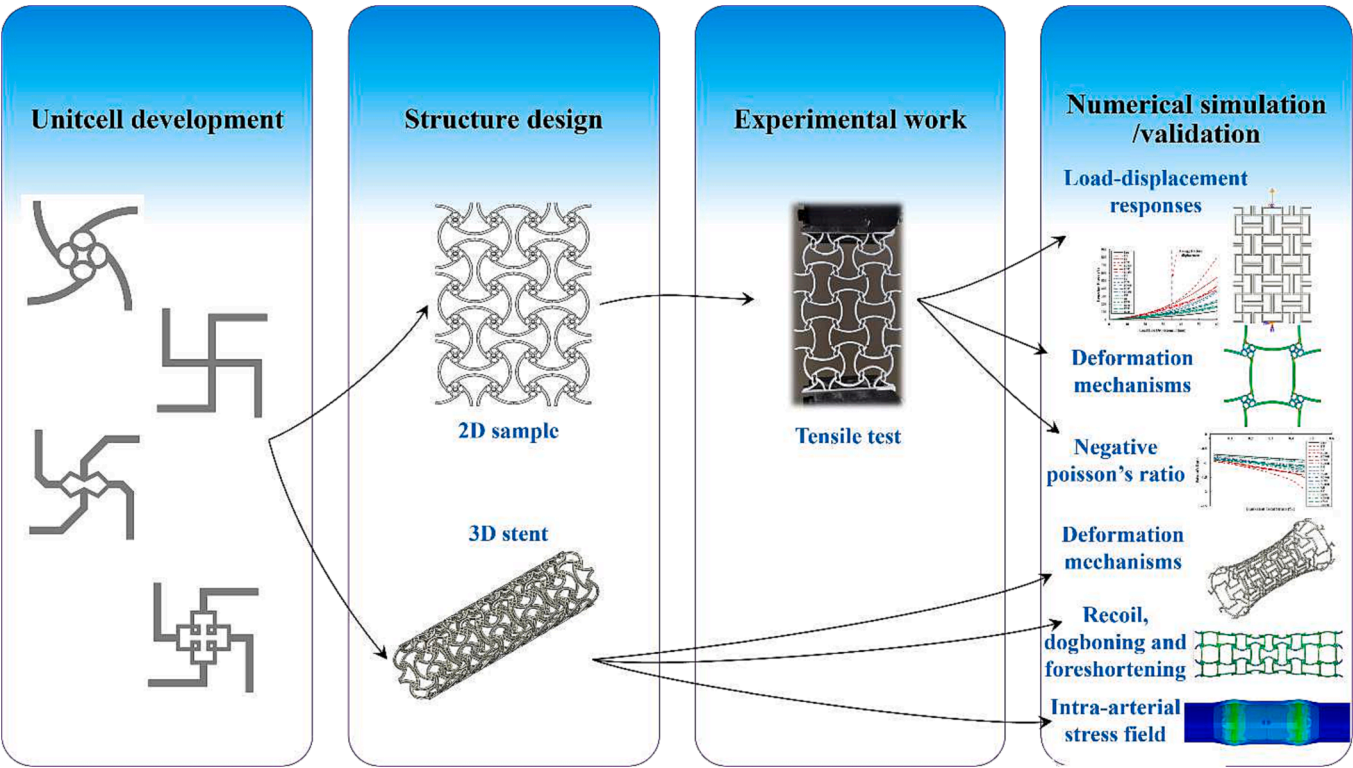 Unitcell development
Structure design
2D sample
3D stent
Experimental work
Tensile test
Numerical simulation
/validation
Load-displacement
responses
Deformation
mechanisms
Negative
poisson's ratio
Deformation
mechanisms
Recoil,
dogboning and
foreshortening
Intra-arterial
stress field